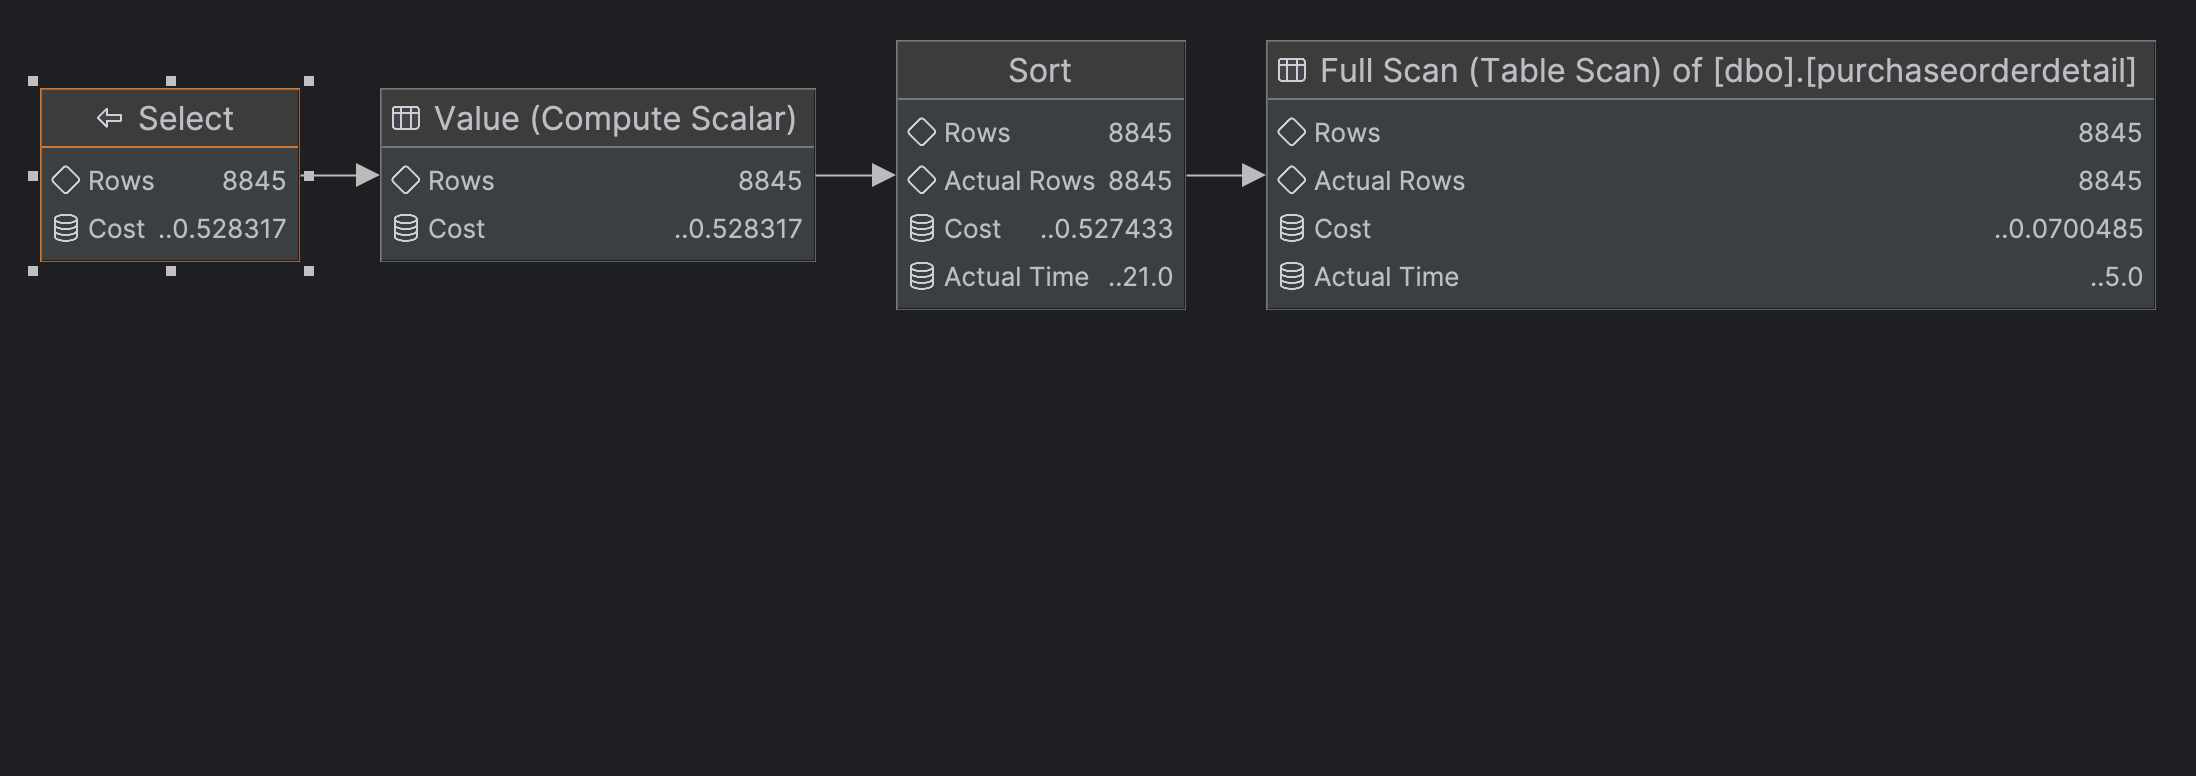 Select
Rows 8845
Cost ..0.528317
Value (Compute Scalar)
Rows 8845
Cost ..0.528317
Sort
Rows 8845
Actual Rows 8845
Cost ..0.527433
Actual Time ..21.0
Full Scan (Table Scan) of [dbo].[purchaseorderdetail]
Rows 8845
Actual Rows 8845
Cost ..0.0700485
Actual Time ..5.0